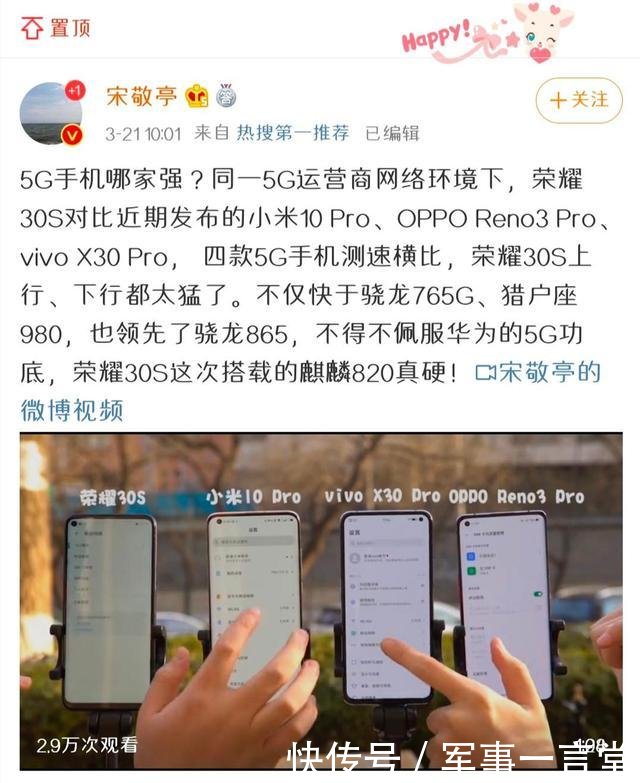 置顶
Happy!
宋敬亭
+1
3-21 10:01 来自 热搜第一推荐 已编辑
+关注
5G手机哪家强？同一5G运营商网络环境下，荣耀
30S对比近期发布的小米10 Pro、OPPO Reno3 Pro、
vivo X30 Pro， 四款5G手机测速横比，荣耀30S上
行、下行都太猛了。不仅快于骁龙765G、猎户座
980，也领先了骁龙865，不得不佩服华为的5G功
底，荣耀30S这次搭载的麒麟820真硬！宋敬亭的
微博视频
荣耀30S 小米10 Pro vivo X30 Pro OPPO Reno3 Pro
设置
设置
2.9万次观看
快传号／军事一言堂